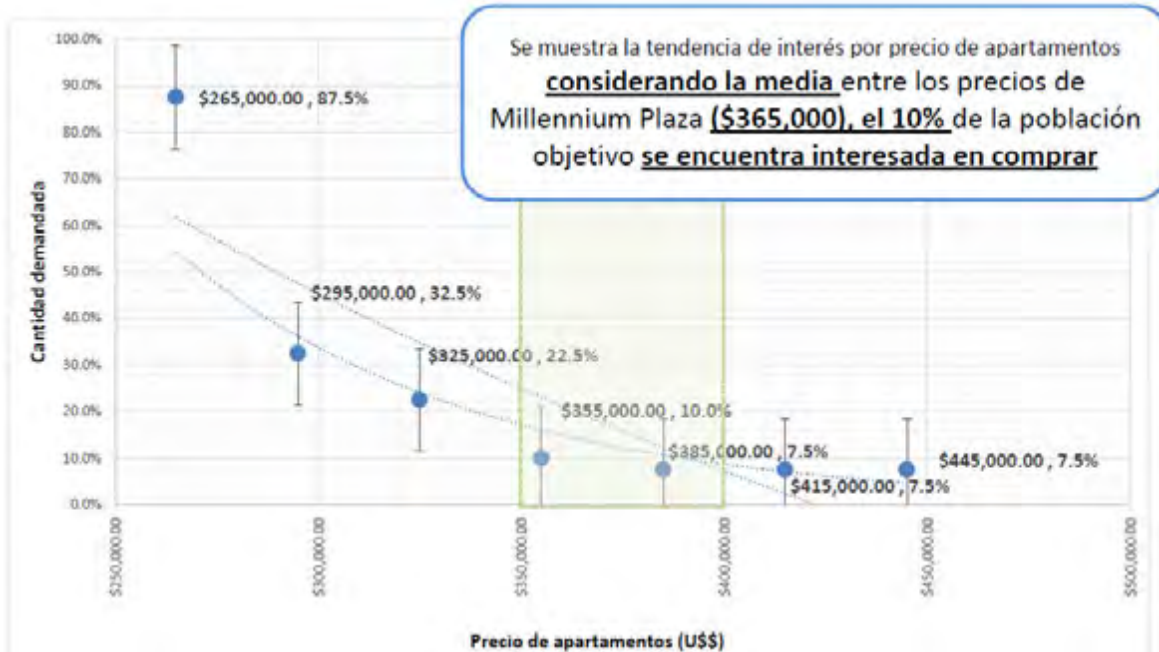 Se muestra la tendencia de interés por precio de apartamentos
considerando la media entre los precios de
Millennium Plaza ($365,000), el 10% de la población
objetivo se encuentra interesada en comprar
Cantidad demandada
100.0%
90.0%
80.0%
70.0%
60.0%
50.0%
40.0%
30.0%
20.0%
10.0%
0.0%
$265,000.00 , 87.5%
$295,000.00 , 32.5%
$325,000.00 , 22.5%
$355,000.00 , 10.0%
$385,000.00 , 7.5%
$415,000.00 , 7.5%
$445,000.00 , 7.5%
$250,000.00
$300,000.00
$350,000.00
$400,000.00
$450,000.00
$500,000.00
Precio de apartamentos (U$$)